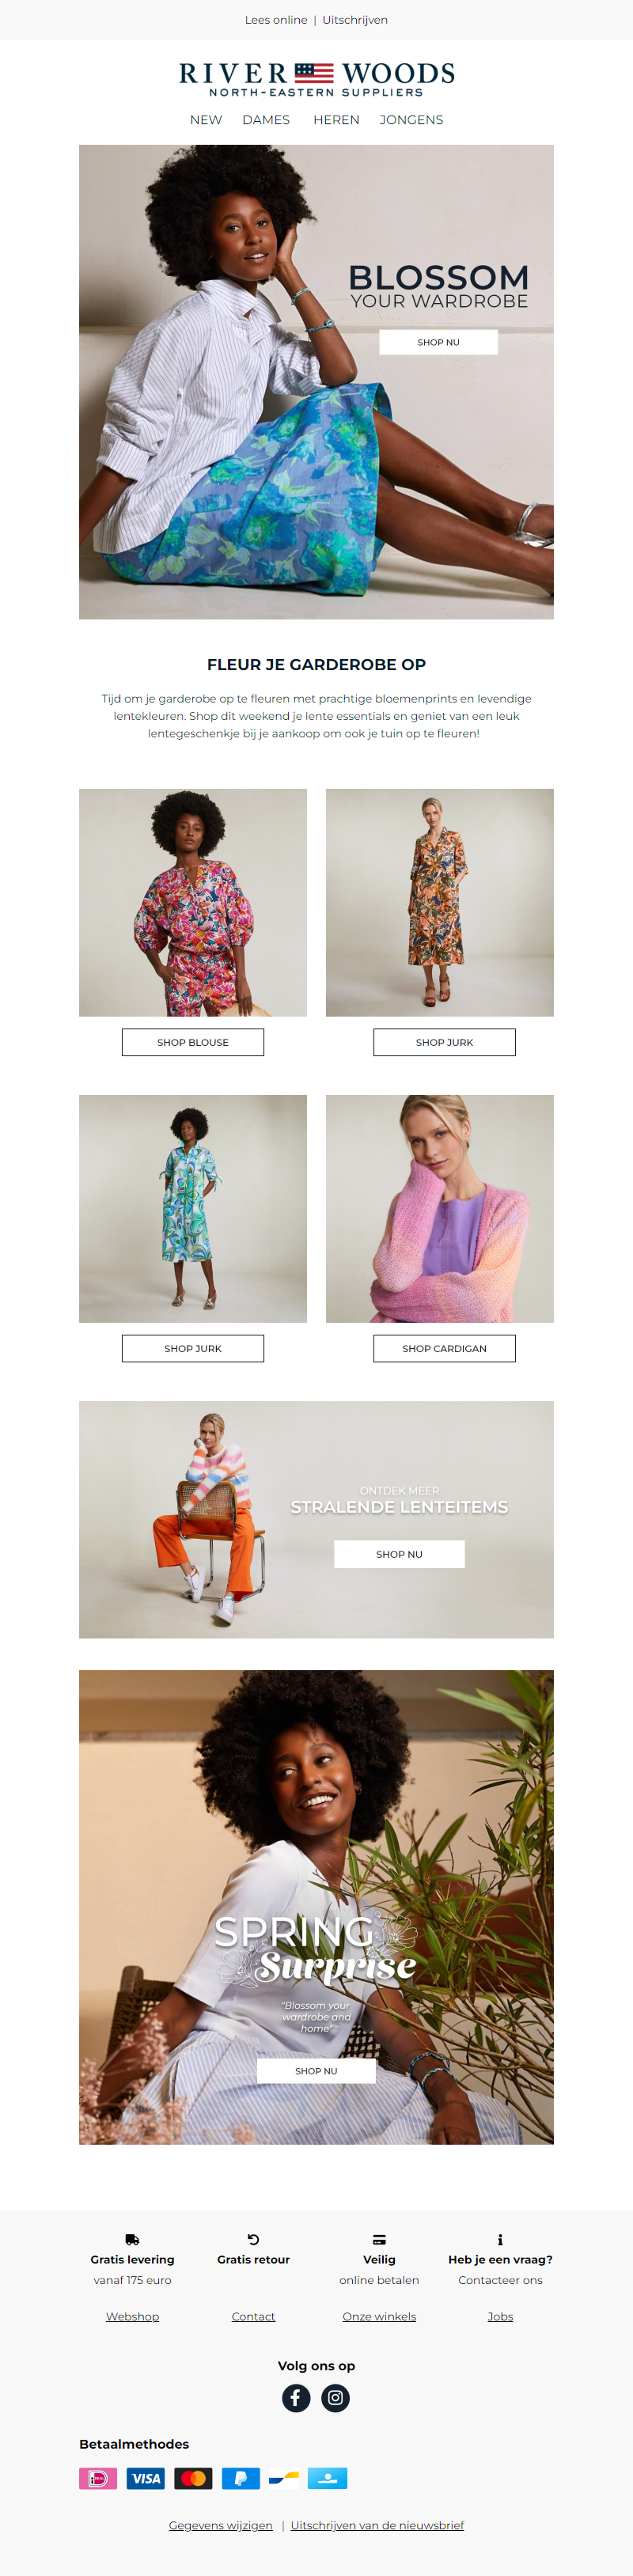 Lees online | Uitschrijven
RIVER WOODS
NORTH-EASTERN SUPPLIERS
NEW DAMES HEREN JONGENS
BLOSSOM
YOUR WARDROBE
SHOP NU
FLEUR JE GARDEROBE OP
Tijd om je garderobe op te fleuren met prachtige bloemenprints en levendige
lentekleuren. Shop dit weekend je lente essentials en geniet van een leuk
lentegeschenkje bij je aankoop om ook je tuin op te fleuren!
SHOP BLOUSE
SHOP JURK
SHOP JURK
SHOP CARDIGAN
ONTDEK MEER
STRALENDE LENTEITEMS
SHOP NU
SPRING
Surprise
"Blossom your
wardrobe and
home"
SHOP NU
Gratis levering
vanaf 175 euro
Gratis retour
Veilig
online betalen
Heb je een vraag?
Contacteer ons
Webshop
Contact
Onze winkels
Jobs
Volg ons op
Betaalmethodes
iDEAL VISA
Gegevens wijzigen | Uitschrijven van de nieuwsbrief